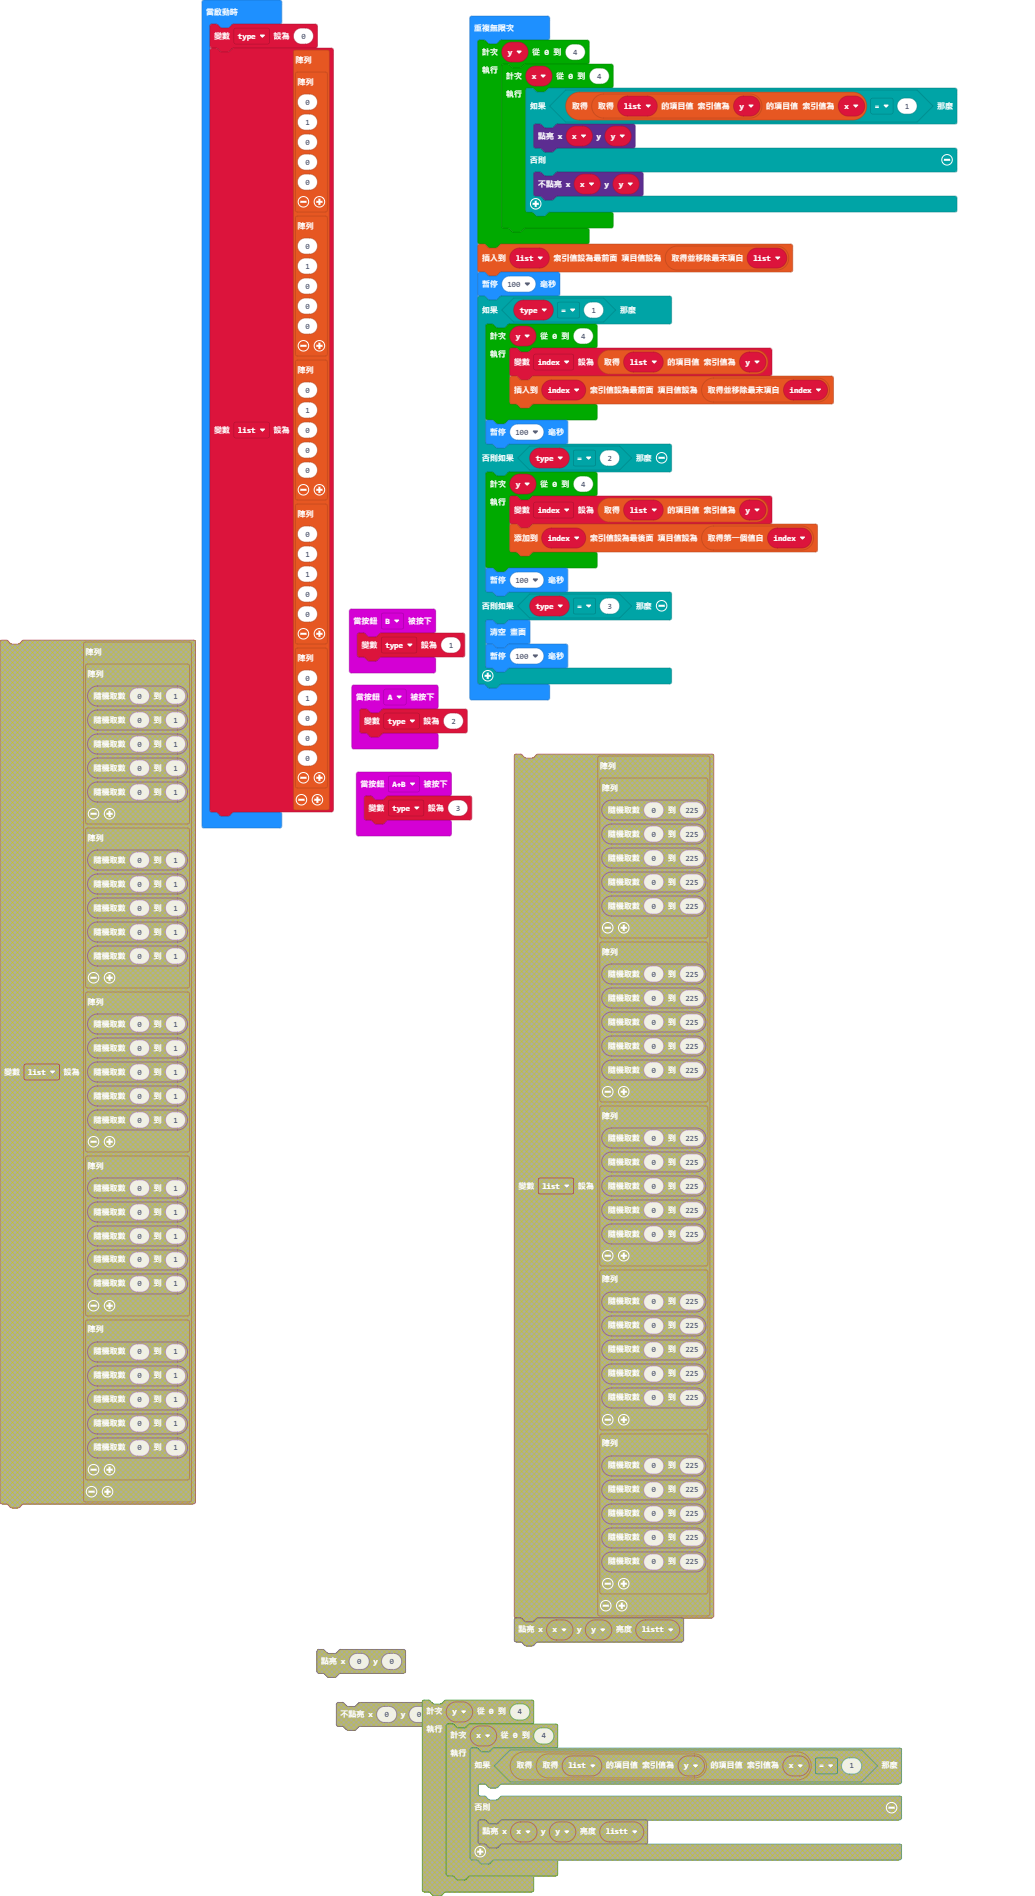 當啟動時
變數 type 設為 0
變數 list 設為
陣列
陣列
0
1
0
0
0
陣列
0
1
0
0
0
陣列
0
1
0
0
0
陣列
0
1
1
0
0
陣列
0
1
0
0
0
重複無限次
計次 y 從 0 到 4
執行
計次 x 從 0 到 4
執行
如果 取得 取得 list 的項目值 索引值為 y 的項目值 索引值為 x = 1 那麼
點亮 x x y y
否則
不點亮 x x y y
插入到 list 索引值設為最前面 項目值設為 取得並移除最末項自 list
暫停 100 毫秒
如果 type = 1 那麼
計次 y 從 0 到 4
執行
變數 index 設為 取得 list 的項目值 索引值為 y
插入到 index 索引值設為最前面 項目值設為 取得並移除最末項自 index
暫停 100 毫秒
否則如果 type = 2 那麼
計次 y 從 0 到 4
執行
變數 index 設為 取得 list 的項目值 索引值為 y
添加到 index 索引值設為最後面 項目值設為 取得第一個值自 index
暫停 100 毫秒
否則如果 type = 3 那麼
清空 畫面
暫停 100 毫秒
當按鈕 B 被按下
變數 type 設為 1
當按鈕 A 被按下
變數 type 設為 2
當按鈕 A+B 被按下
變數 type 設為 3
變數 list 設為
陣列
陣列
隨機取數 0 到 1
隨機取數 0 到 1
隨機取數 0 到 1
隨機取數 0 到 1
隨機取數 0 到 1
陣列
隨機取數 0 到 1
隨機取數 0 到 1
隨機取數 0 到 1
隨機取數 0 到 1
隨機取數 0 到 1
陣列
隨機取數 0 到 1
隨機取數 0 到 1
隨機取數 0 到 1
隨機取數 0 到 1
隨機取數 0 到 1
陣列
隨機取數 0 到 1
隨機取數 0 到 1
隨機取數 0 到 1
隨機取數 0 到 1
隨機取數 0 到 1
陣列
隨機取數 0 到 1
隨機取數 0 到 1
隨機取數 0 到 1
隨機取數 0 到 1
隨機取數 0 到 1
變數 list 設為
陣列
陣列
隨機取數 0 到 225
隨機取數 0 到 225
隨機取數 0 到 225
隨機取數 0 到 225
隨機取數 0 到 225
陣列
隨機取數 0 到 225
隨機取數 0 到 225
隨機取數 0 到 225
隨機取數 0 到 225
隨機取數 0 到 225
陣列
隨機取數 0 到 225
隨機取數 0 到 225
隨機取數 0 到 225
隨機取數 0 到 225
隨機取數 0 到 225
陣列
隨機取數 0 到 225
隨機取數 0 到 225
隨機取數 0 到 225
隨機取數 0 到 225
隨機取數 0 到 225
陣列
隨機取數 0 到 225
隨機取數 0 到 225
隨機取數 0 到 225
隨機取數 0 到 225
隨機取數 0 到 225
點亮 x x y y 亮度 listt
點亮 x 0 y 0
不點亮 x 0 y 0
計次 y 從 0 到 4
執行
計次 x 從 0 到 4
執行
如果 取得 取得 list 的項目值 索引值為 y 的項目值 索引值為 x = 1 那麼
否則
點亮 x x y y 亮度 listt